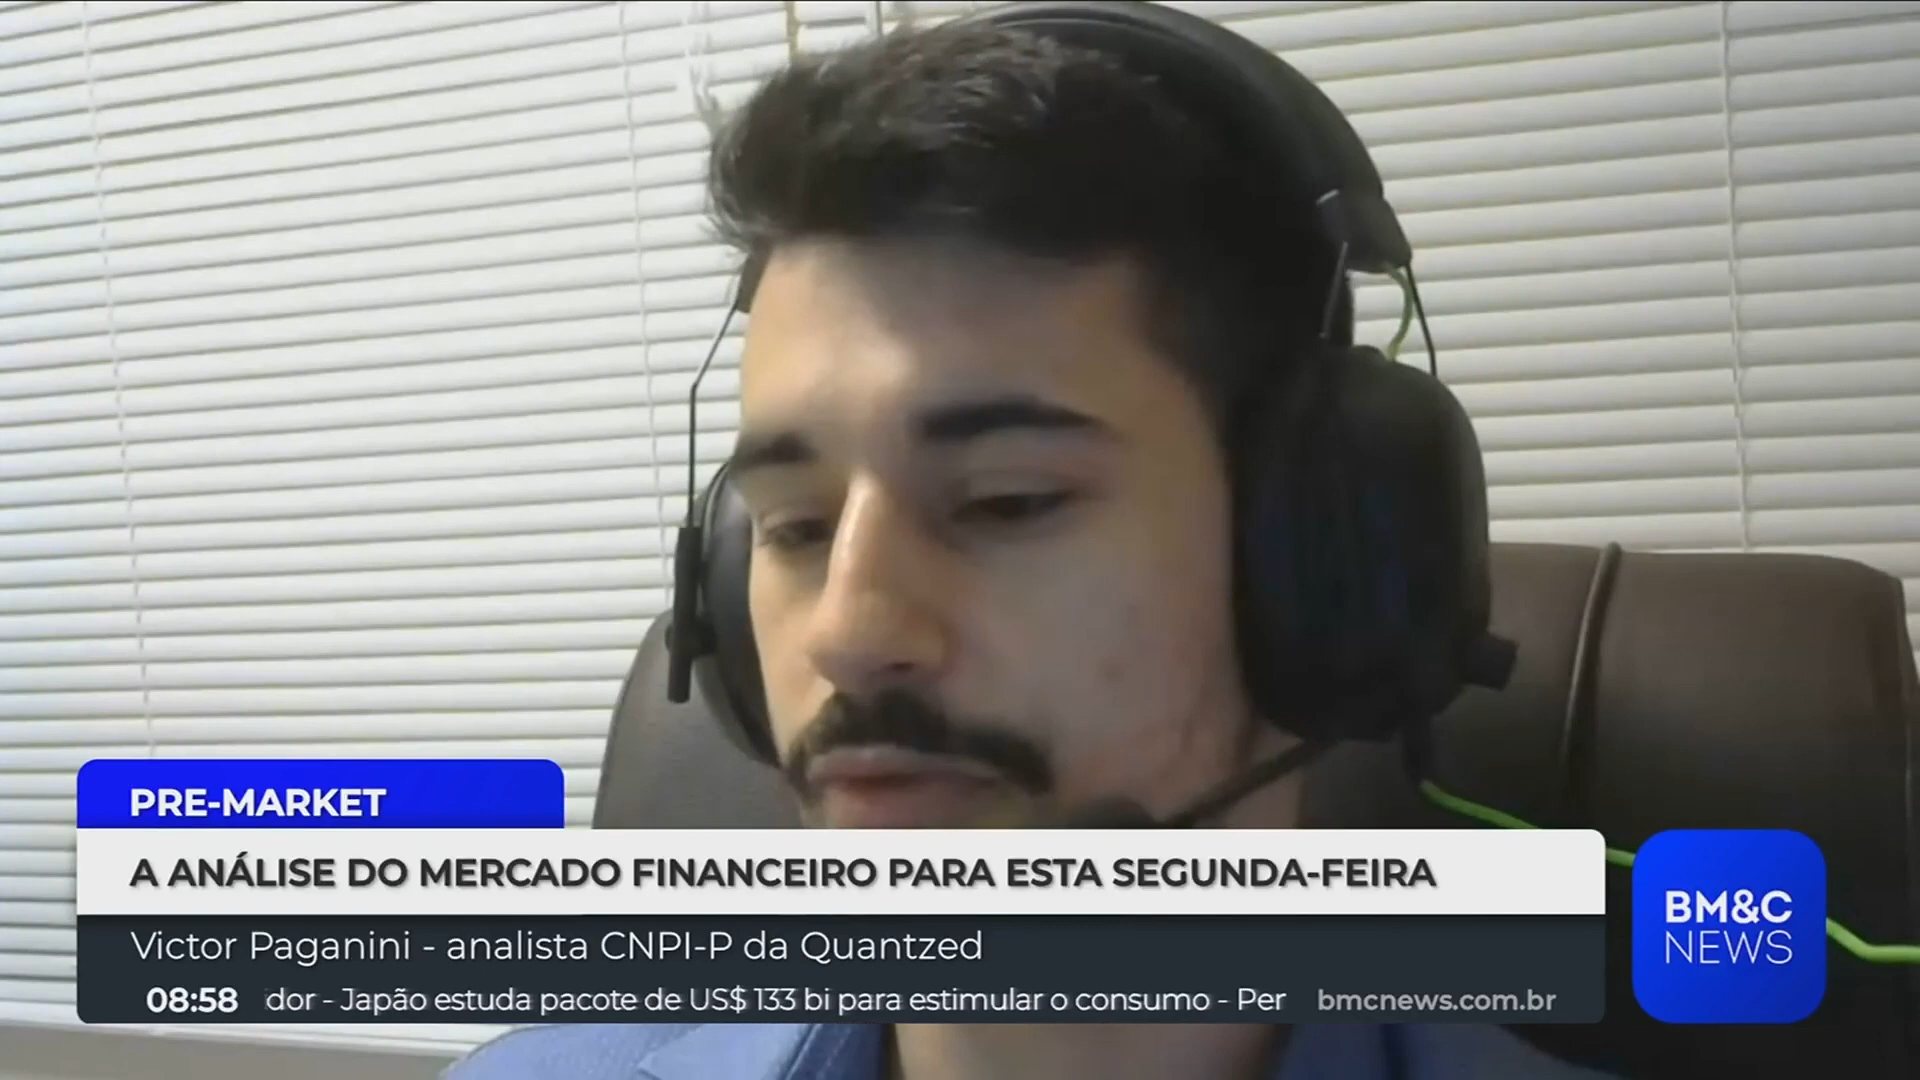 PRE-MARKET
A ANÁLISE DO MERCADO FINANCEIRO PARA ESTA SEGUNDA-FEIRA
Victor Paganini - analista CNPI-P da Quantzed
08:58 dor - Japão estuda pacote de US$ 133 bi para estimular o consumo - Per bmcnews.com.br
BM&C
NEWS